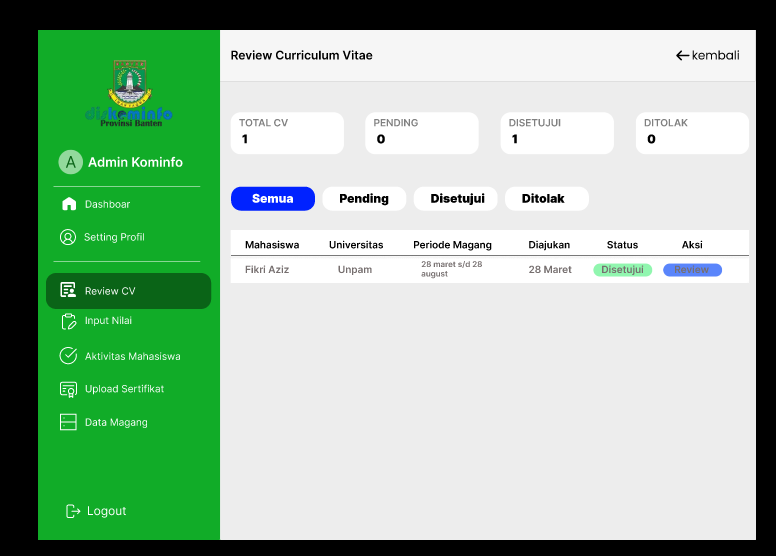 diskominfo
Provinsi Banten
A Admin Kominfo
Dashboar
Setting Profil
Review CV
Input Nilai
Aktivitas Mahasiswa
Upload Sertifikat
Data Magang
Logout
Review Curriculum Vitae
kembali
TOTAL CV PENDING DISETUJUI DITOLAK
1 0 1 0
Semua Pending Disetujui Ditolak
Mahasiswa Universitas Periode Magang Diajukan Status Aksi
Fikri Aziz Unpam 28 maret s/d 28 august 28 Maret Disetujui Review